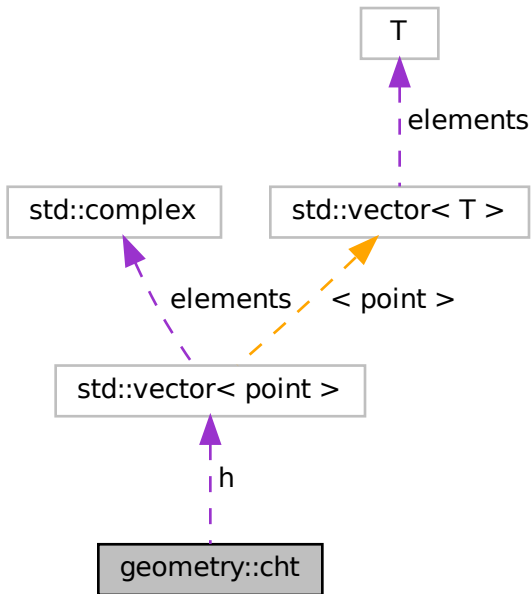 T
elements
std::complex
std::vector< T >
elements
< point >
std::vector< point >
h
geometry::cht